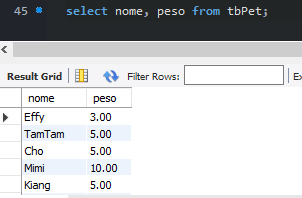 45 select nome, peso from tbPet;
Result Grid Filter Rows: Ex
nome peso
Effy 3.00
TamTam 5.00
Cho 5.00
Mimi 10.00
Kiang 5.00